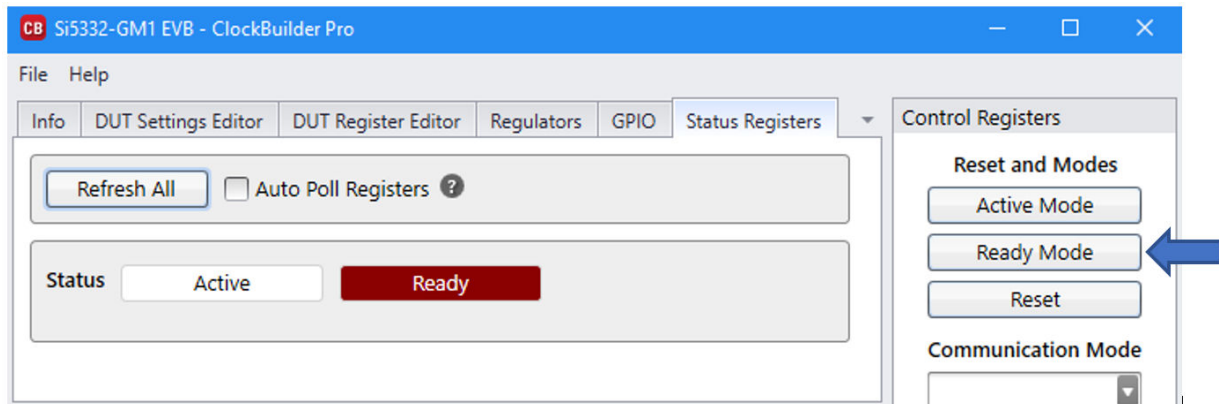 CB Si5332-GM1 EVB - ClockBuilder Pro
File Help
Info DUT Settings Editor DUT Register Editor Regulators GPIO Status Registers
Refresh All Auto Poll Registers ?
Status Active Ready
Control Registers
Reset and Modes
Active Mode
Ready Mode
Reset
Communication Mode